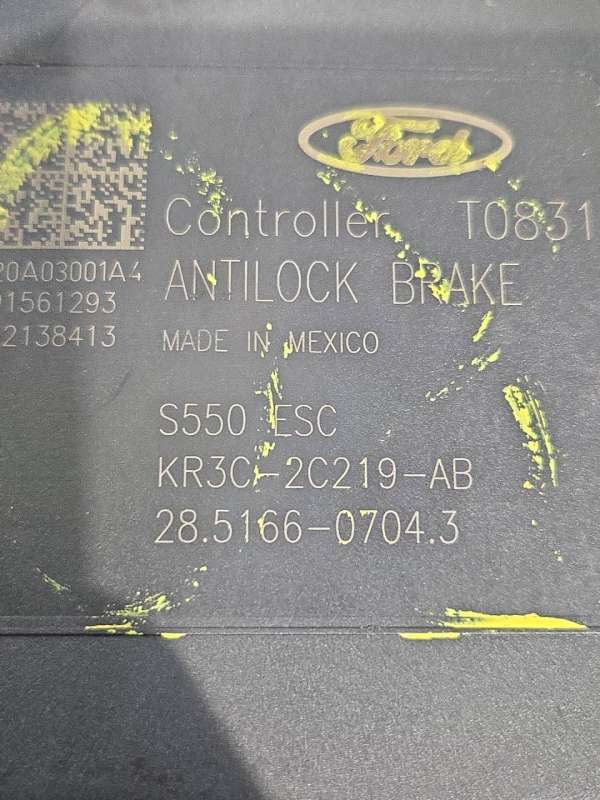 Ford
Controller T0831
20A03001A4
ANTILOCK BRAKE
91561293
2138413
MADE IN MEXICO
S550 ESC
KR3C-2C219-AB
28.5166-0704.3